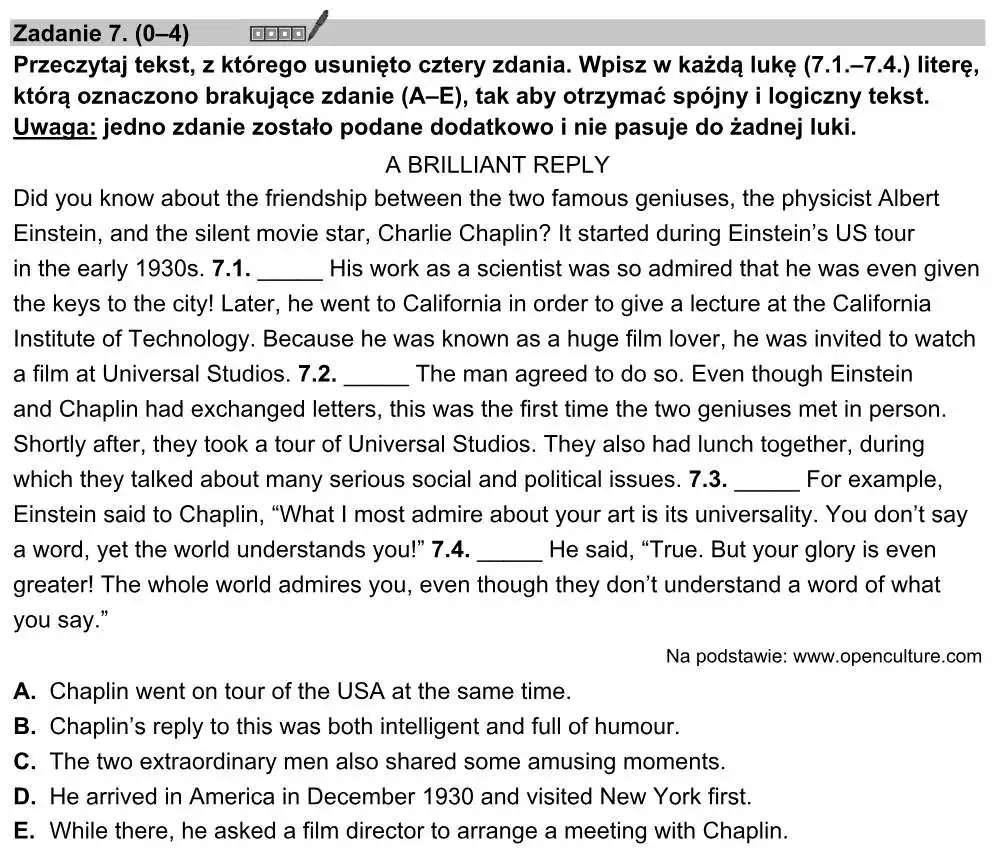 Zadanie 7. (0–4)
Przeczytaj tekst, z którego usunięto cztery zdania. Wpisz w każdą lukę (7.1.–7.4.) literę,
którą oznaczono brakujące zdanie (A–E), tak aby otrzymać spójny i logiczny tekst.
Uwaga: jedno zdanie zostało podane dodatkowo i nie pasuje do żadnej luki.
A BRILLIANT REPLY
Did you know about the friendship between the two famous geniuses, the physicist Albert
Einstein, and the silent movie star, Charlie Chaplin? It started during Einstein’s US tour
in the early 1930s. 7.1. _____ His work as a scientist was so admired that he was even given
the keys to the city! Later, he went to California in order to give a lecture at the California
Institute of Technology. Because he was known as a huge film lover, he was invited to watch
a film at Universal Studios. 7.2. _____ The man agreed to do so. Even though Einstein
and Chaplin had exchanged letters, this was the first time the two geniuses met in person.
Shortly after, they took a tour of Universal Studios. They also had lunch together, during
which they talked about many serious social and political issues. 7.3. _____ For example,
Einstein said to Chaplin, “What I most admire about your art is its universality. You don’t say
a word, yet the world understands you!” 7.4. _____ He said, “True. But your glory is even
greater! The whole world admires you, even though they don’t understand a word of what
you say.”
Na podstawie: www.openculture.com
A. Chaplin went on tour of the USA at the same time.
B. Chaplin’s reply to this was both intelligent and full of humour.
C. The two extraordinary men also shared some amusing moments.
D. He arrived in America in December 1930 and visited New York first.
E. While there, he asked a film director to arrange a meeting with Chaplin.